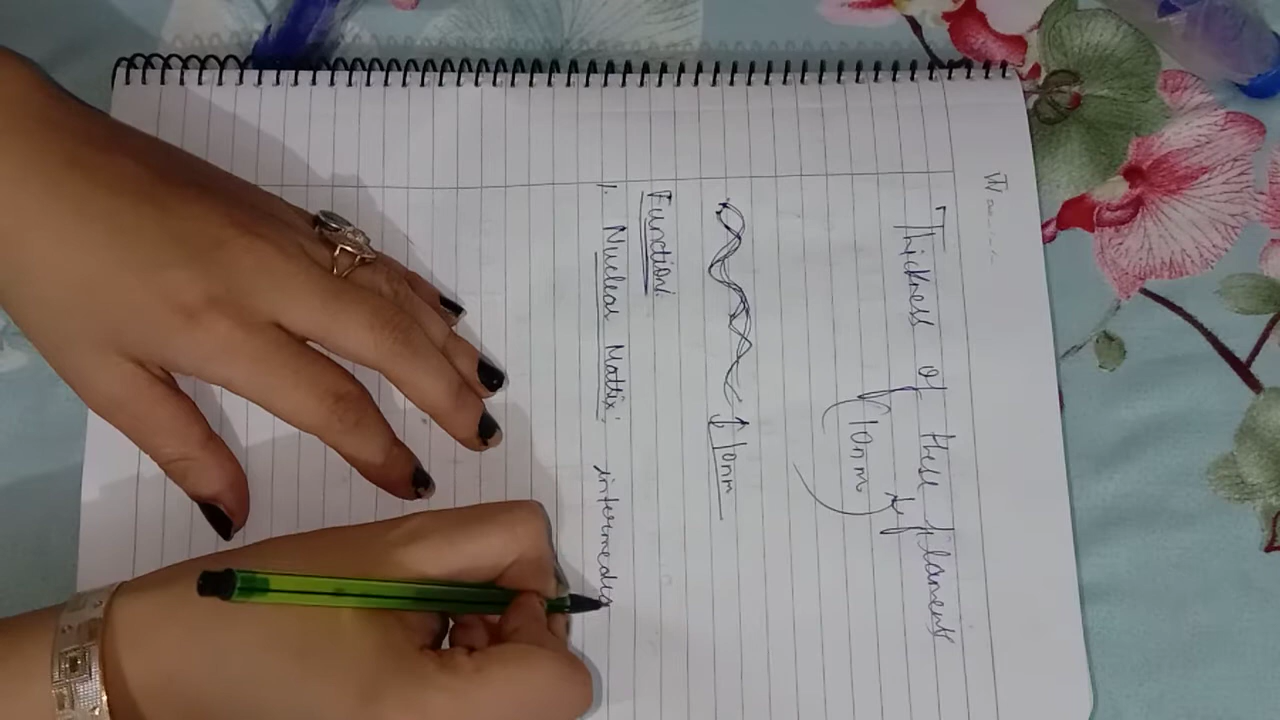 Thickness of these filaments
10nm
10nm
Function:
1. Nuclear Matrix: intermedia